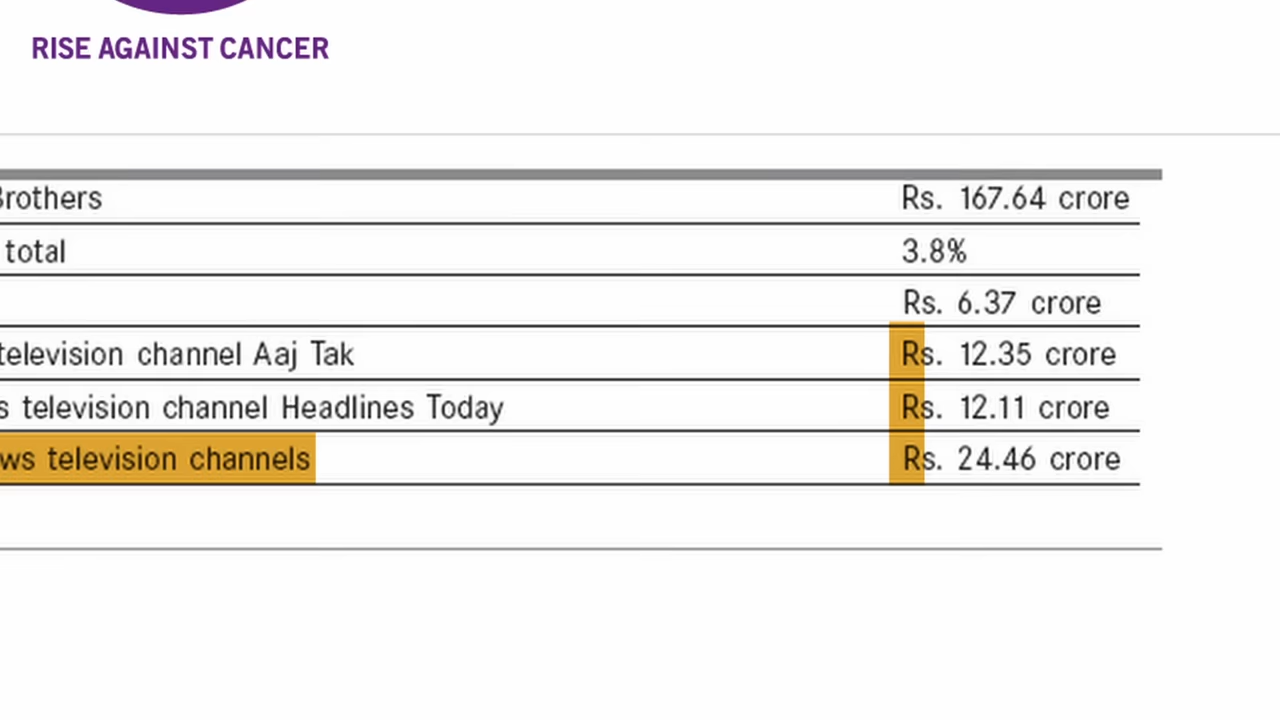 RISE AGAINST CANCER
Brothers Rs. 167.64 crore
total 3.8%
Rs. 6.37 crore
television channel Aaj Tak Rs. 12.35 crore
s television channel Headlines Today Rs. 12.11 crore
ws television channels Rs. 24.46 crore